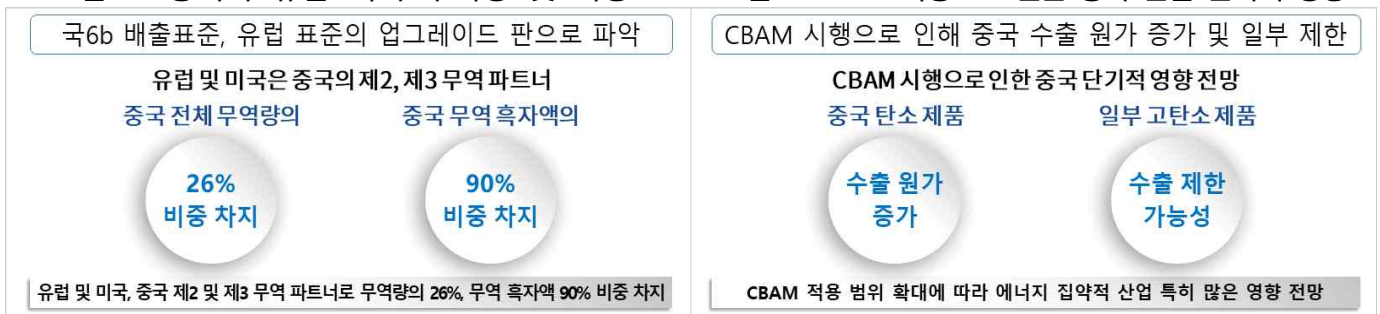 국6b 배출표준, 유럽 표준의 업그레이드 판으로 파악
유럽 및 미국은 중국의 제2, 제3 무역 파트너
중국 전체 무역량의
중국 무역 흑자액의
26%
비중 차지
90%
비중 차지
유럽 및 미국, 중국 제2 및 제3 무역 파트너로 무역량의 26%, 무역 흑자액 90% 비중 차지
CBAM 시행으로 인해 중국 수출 원가 증가 및 일부 제한
CBAM 시행으로 인한 중국 단기적 영향 전망
중국 탄소 제품
일부 고탄소 제품
수출 원가
증가
수출 제한
가능성
CBAM 적용 범위 확대에 따라 에너지 집약적 산업 특히 많은 영향 전망